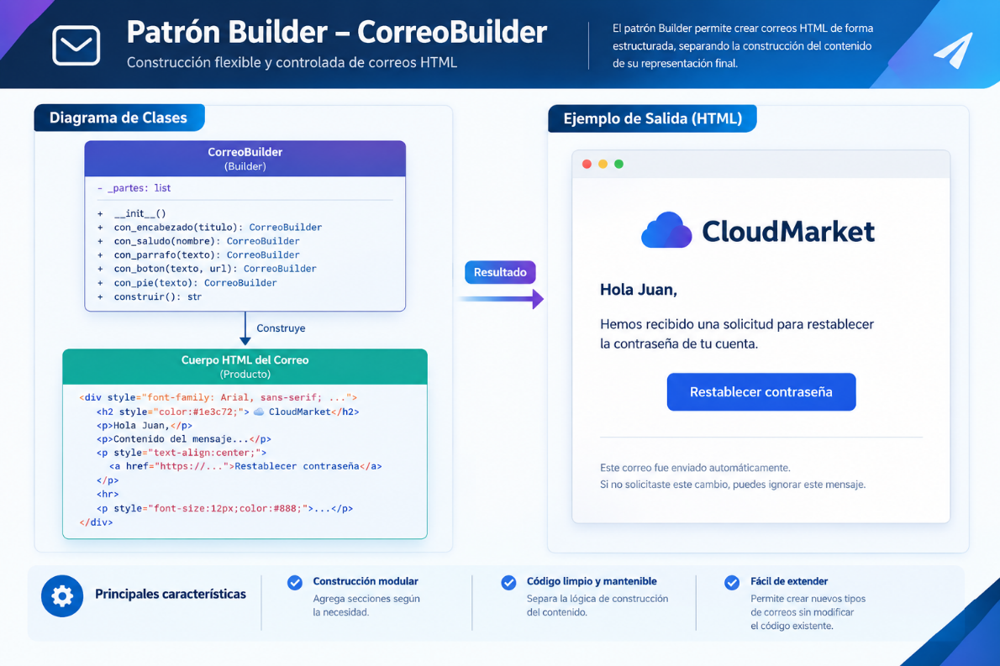 Patrón Builder – CorreoBuilder
Construcción flexible y controlada de correos HTML
El patrón Builder permite crear correos HTML de forma
estructurada, separando la construcción del contenido
de su representación final.
Diagrama de Clases
CorreoBuilder
(Builder)
- _partes: list
+ __init__()
+ con_encabezado(titulo): CorreoBuilder
+ con_saludo(nombre): CorreoBuilder
+ con_parrafo(texto): CorreoBuilder
+ con_boton(texto, url): CorreoBuilder
+ con_pie(texto): CorreoBuilder
+ construir(): str
Construye
Cuerpo HTML del Correo
(Producto)
<div style="font-family: Arial, sans-serif; ...">
<h2 style="color:#1e3c72;"> ☁️ CloudMarket</h2>
<p>Hola Juan,</p>
<p>Contenido del mensaje...</p>
<p style="text-align:center;">
<a href="https://...">Restablecer contraseña</a>
</p>
<hr>
<p style="font-size:12px;color:#888;">...</p>
</div>
Resultado
Ejemplo de Salida (HTML)
CloudMarket
Hola Juan,
Hemos recibido una solicitud para restablecer
la contraseña de tu cuenta.
Restablecer contraseña
Este correo fue enviado automáticamente.
Si no solicitaste este cambio, puedes ignorar este mensaje.
Principales características
Construcción modular
Agrega secciones según
la necesidad.
Código limpio y mantenible
Separa la lógica de construcción
del contenido.
Fácil de extender
Permite crear nuevos tipos
de correos sin modificar
el código existente.